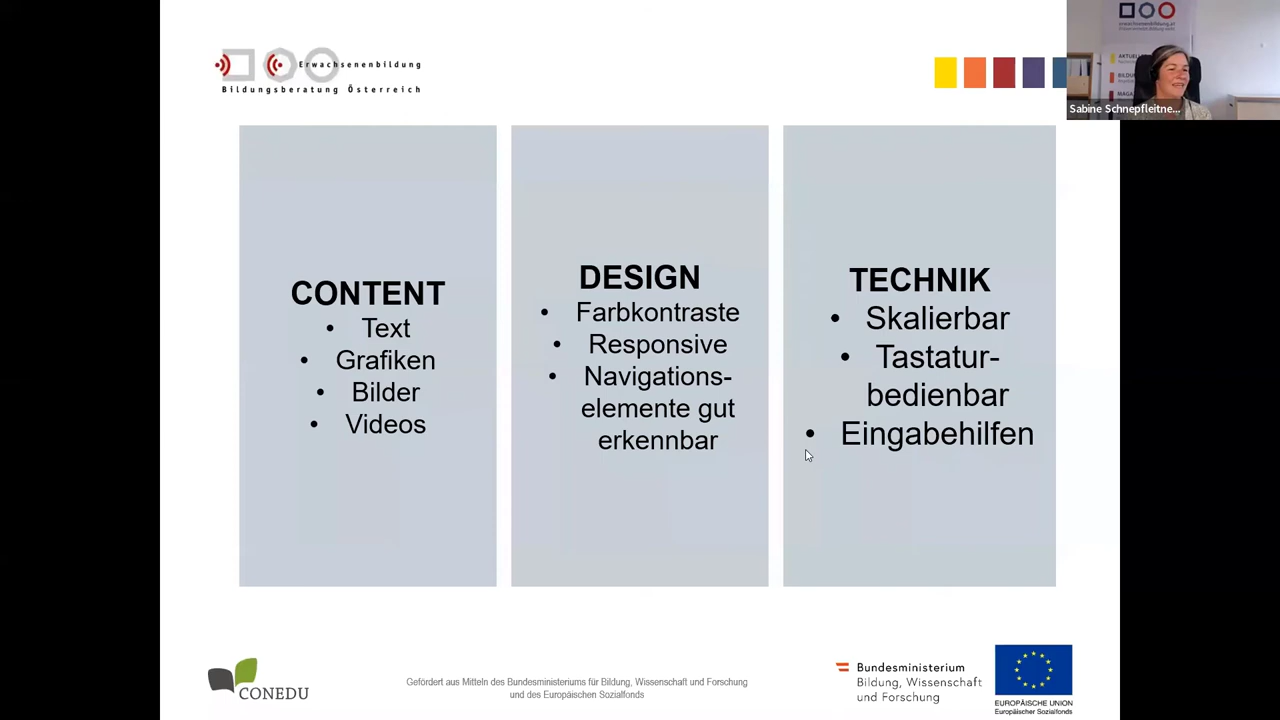 Erwachsenenbildung
Bildungsberatung Österreich
erwachsenenbildung.at
Sabine Schnepfleitne...
CONTENT
• Text
• Grafiken
• Bilder
• Videos
DESIGN
• Farbkontraste
• Responsive
• Navigations-
elemente gut
erkennbar
TECHNIK
• Skalierbar
• Tastatur-
bedienbar
• Eingabehilfen
CONEDU
Gefördert aus Mitteln des Bundesministeriums für Bildung, Wissenschaft und Forschung
und des Europäischen Sozialfonds
Bundesministerium
Bildung, Wissenschaft
und Forschung
EUROPÄISCHE UNION
Europäischer Sozialfonds